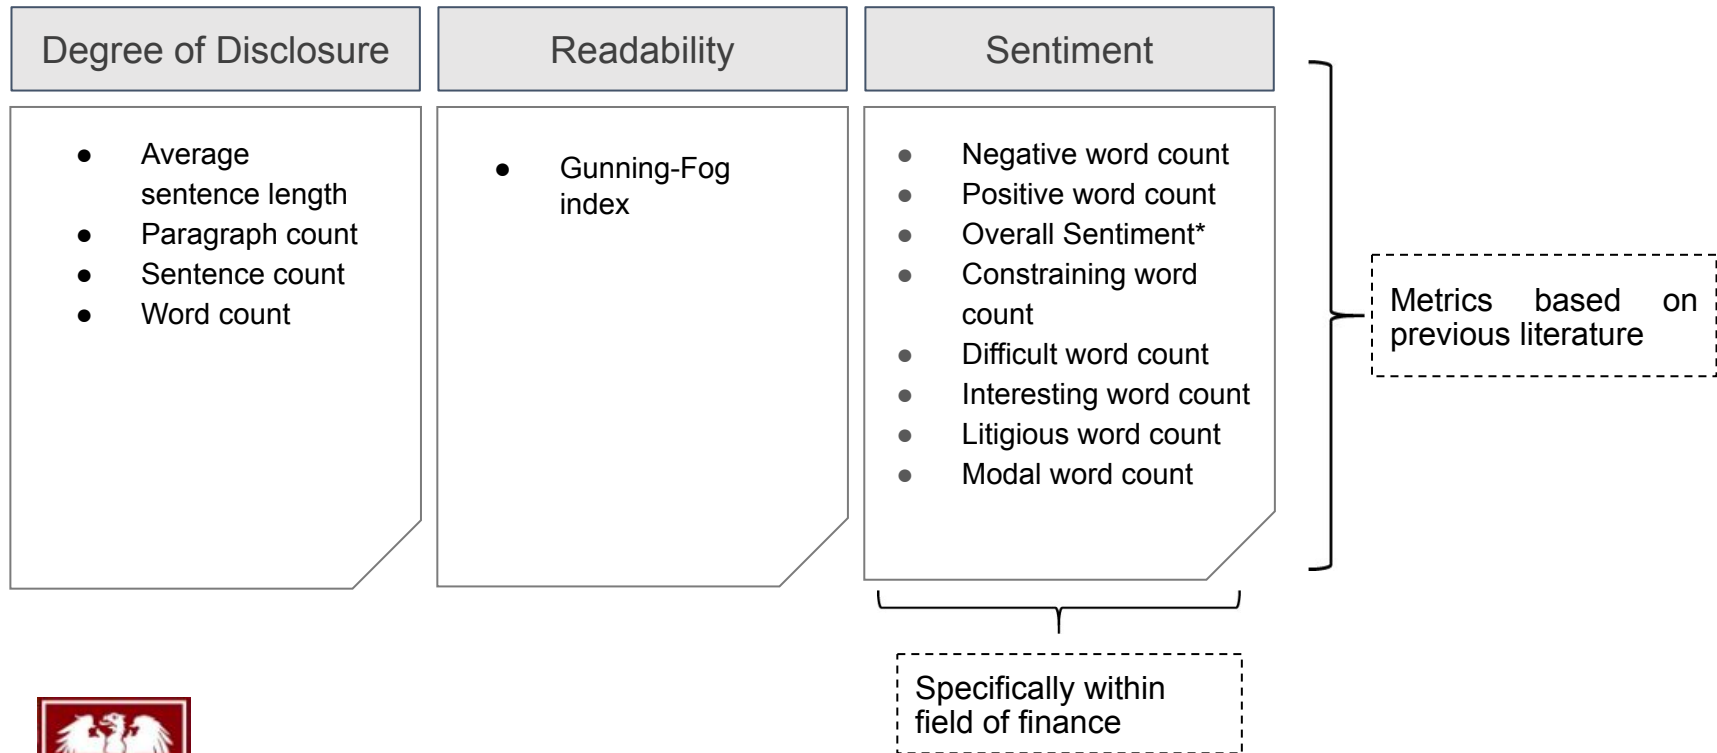 Degree of Disclosure
Readability
Sentiment
● Average
sentence length
● Paragraph count
● Sentence count
● Word count
● Gunning-Fog
index
● Negative word count
● Positive word count
● Overall Sentiment*
● Constraining word
count
● Difficult word count
● Interesting word count
● Litigious word count
● Modal word count
Metrics based on
previous literature
Specifically within
field of finance